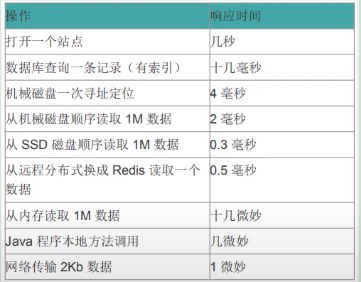 操作 响应时间
打开一个站点 几秒
数据库查询一条记录（有索引） 十几毫秒
机械磁盘一次寻址定位 4 毫秒
从机械磁盘顺序读取 1M 数据 2 毫秒
从 SSD 磁盘顺序读取 1M 数据 0.3 毫秒
从远程分布式换成 Redis 读取一个 0.5 毫秒
数据
从内存读取 1M 数据 十几微妙
Java 程序本地方法调用 几微妙
网络传输 2Kb 数据 1 微妙